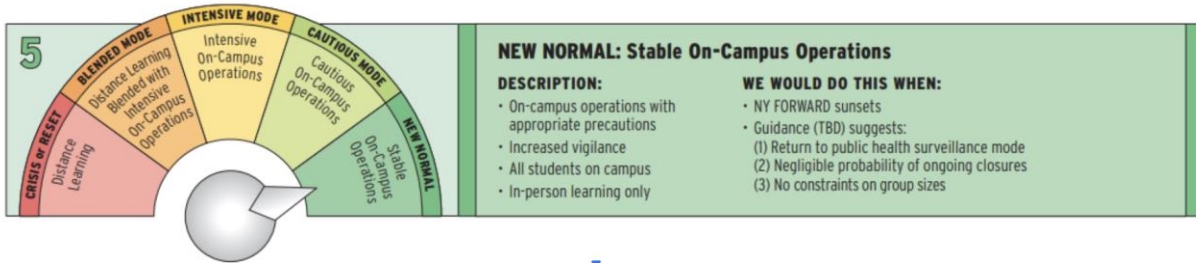 5
CRISIS or RESET
Distance
Learning
BLENDED MODE
Distance Learning
Blended with
Intensive
On-Campus
Operations
INTENSIVE MODE
Intensive
On-Campus
Operations
CAUTIOUS MODE
Cautious
On-Campus
Operations
NEW NORMAL
Stable
On-Campus
Operations
NEW NORMAL: Stable On-Campus Operations
DESCRIPTION:
• On-campus operations with
appropriate precautions
• Increased vigilance
• All students on campus
• In-person learning only
WE WOULD DO THIS WHEN:
• NY FORWARD sunsets
• Guidance (TBD) suggests:
(1) Return to public health surveillance mode
(2) Negligible probability of ongoing closures
(3) No constraints on group sizes